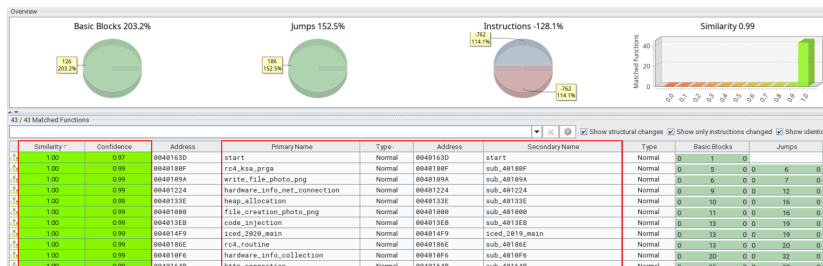 Overview
Basic Blocks 203.2%
Jumps 152.5%
Instructions -128.1%
Similarity 0.99
126
203.2%
186
152.5%
-762
114.1%
-762
114.1%
Matched Functions
40
20
0
0.0 0.1 0.2 0.3 0.4 0.5 0.6 0.7 0.8 0.9 1.0
43 / 43 Matched Functions
Show structural changes Show only instructions changed Show identic
Similarity Confidence Address Primary Name Type Address Secondary Name Type Basic Blocks Jumps
1.00 0.97 0040163D start Normal 0040163D start Normal 0 1 0
1.00 0.99 0040180F rc4_ksa_prga Normal 0040180F sub_40180F Normal 0 5 0 0 6 0
1.00 0.99 0040109A write_file_photo_png Normal 0040109A sub_40109A Normal 0 6 0 0 7 0
1.00 0.99 00401224 hardware_info_net_connection Normal 00401224 sub_401224 Normal 0 9 0 0 12 0
1.00 0.99 0040133E heap_allocation Normal 0040133E sub_40133E Normal 0 10 0 0 16 0
1.00 0.99 00401000 file_creation_photo_png Normal 00401000 sub_401000 Normal 0 11 0 0 16 0
1.00 0.99 004013EB code_injection Normal 004013EB sub_4013EB Normal 0 13 0 0 19 0
1.00 0.99 004014F9 iced_2020_main Normal 004014F9 iced_2019_main Normal 0 13 0 0 19 0
1.00 0.99 0040186E rc4_routine Normal 0040186E sub_40186E Normal 0 13 0 0 20 0
1.00 0.99 004010F6 hardware_info_collection Normal 004010F6 sub_4010F6 Normal 0 20 0 0 32 0